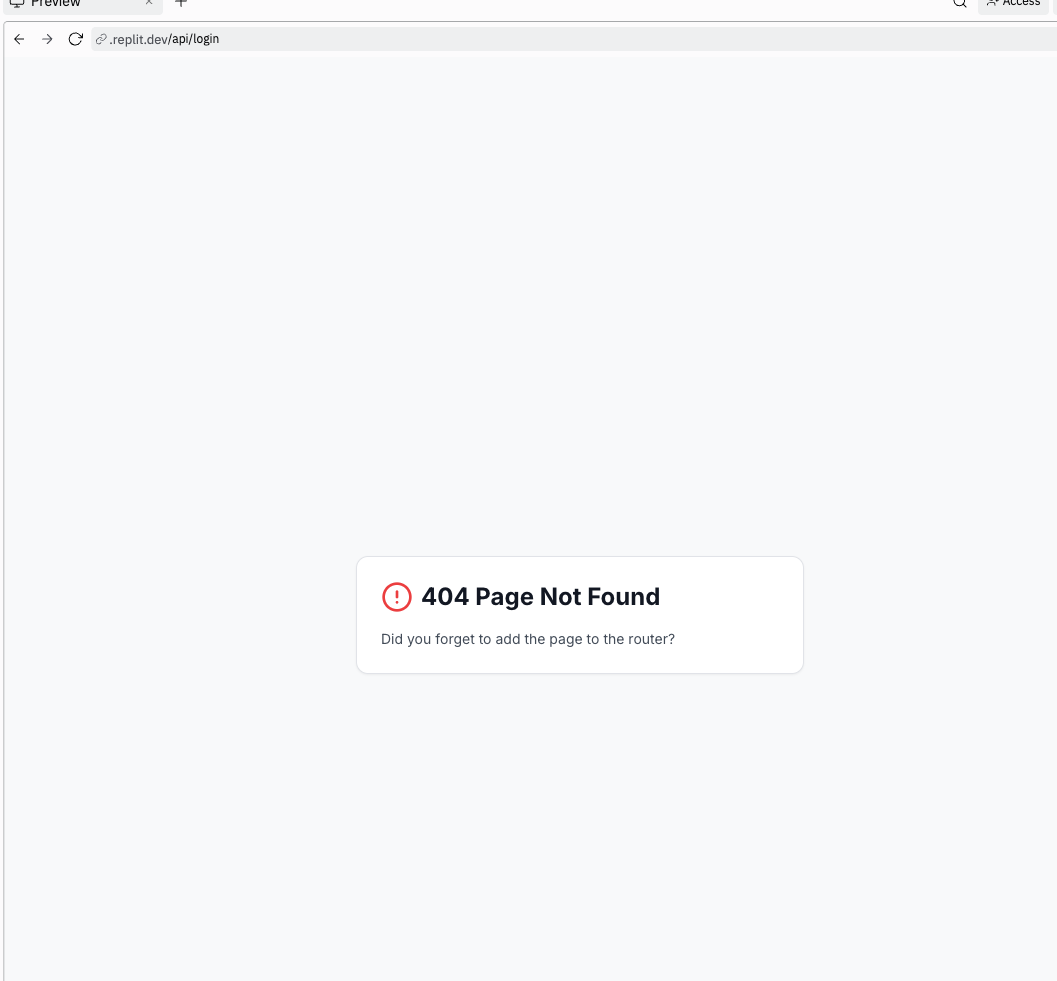 Preview
Access
.replit.dev/api/login
404 Page Not Found
Did you forget to add the page to the router?